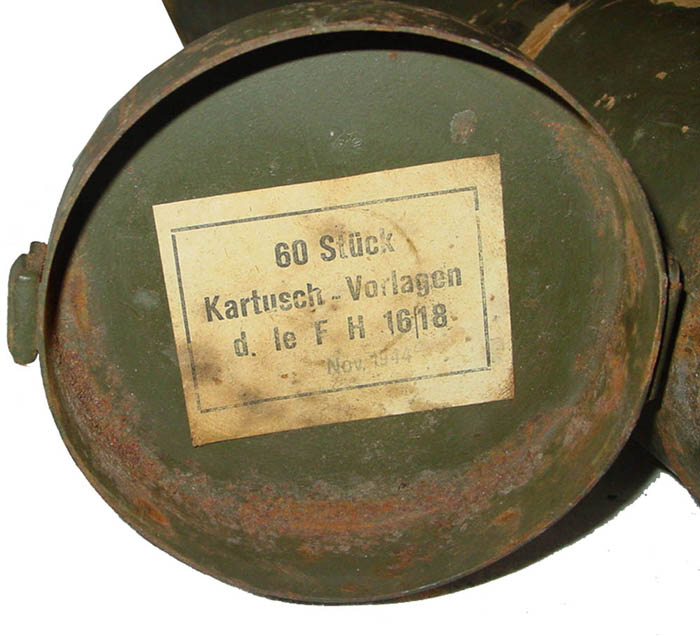 60 Stück
Kartusch-Vorlagen
d. le F H 16/18
Nov. 1944